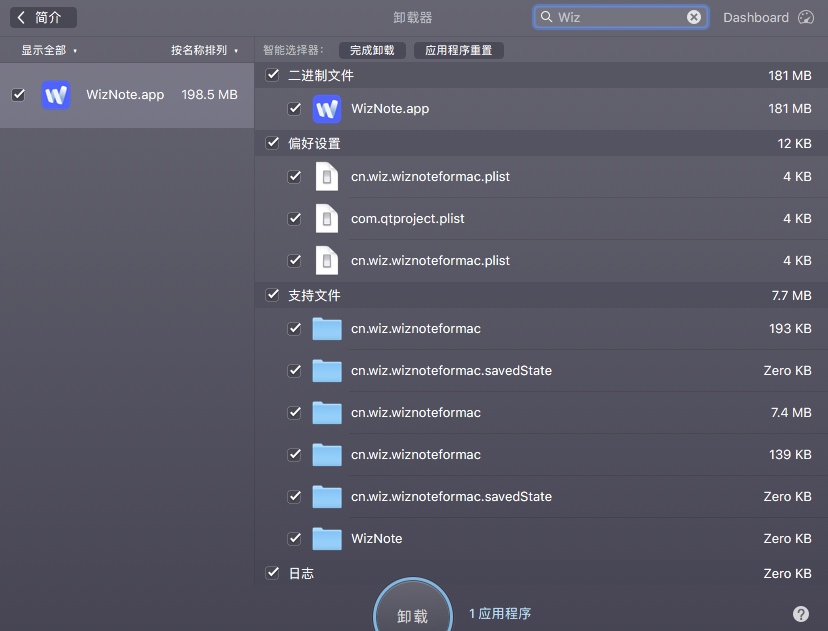 简介
卸载器
Wiz
Dashboard
显示全部
按名称排列
智能选择器:
完成卸载
应用程序重置
WizNote.app 198.5 MB
二进制文件 181 MB
WizNote.app 181 MB
偏好设置 12 KB
cn.wiz.wiznoteformac.plist 4 KB
com.qtproject.plist 4 KB
cn.wiz.wiznoteformac.plist 4 KB
支持文件 7.7 MB
cn.wiz.wiznoteformac 193 KB
cn.wiz.wiznoteformac.savedState Zero KB
cn.wiz.wiznoteformac 7.4 MB
cn.wiz.wiznoteformac 139 KB
cn.wiz.wiznoteformac.savedState Zero KB
WizNote Zero KB
日志 Zero KB
卸载
1 应用程序
?